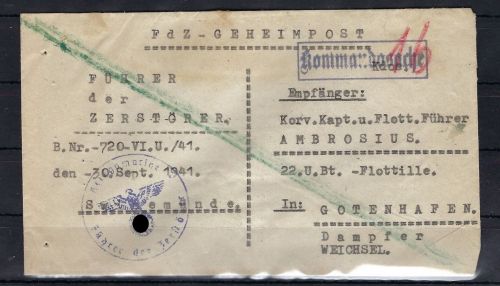 FdZ-GEHEIMPOST
16
Kommandosache
FÜHRER
der
ZERSTÖRER.
B.Nr.-720-VI.U./41.
den -30.Sept. 1941.
Empfänger:
Korv.Kapt.u.Flott.Führer
AMBROSIUS.
22.U.Bt. -Flottille.
In: GOTENHAFEN.
Dampfer
WEICHSEL.